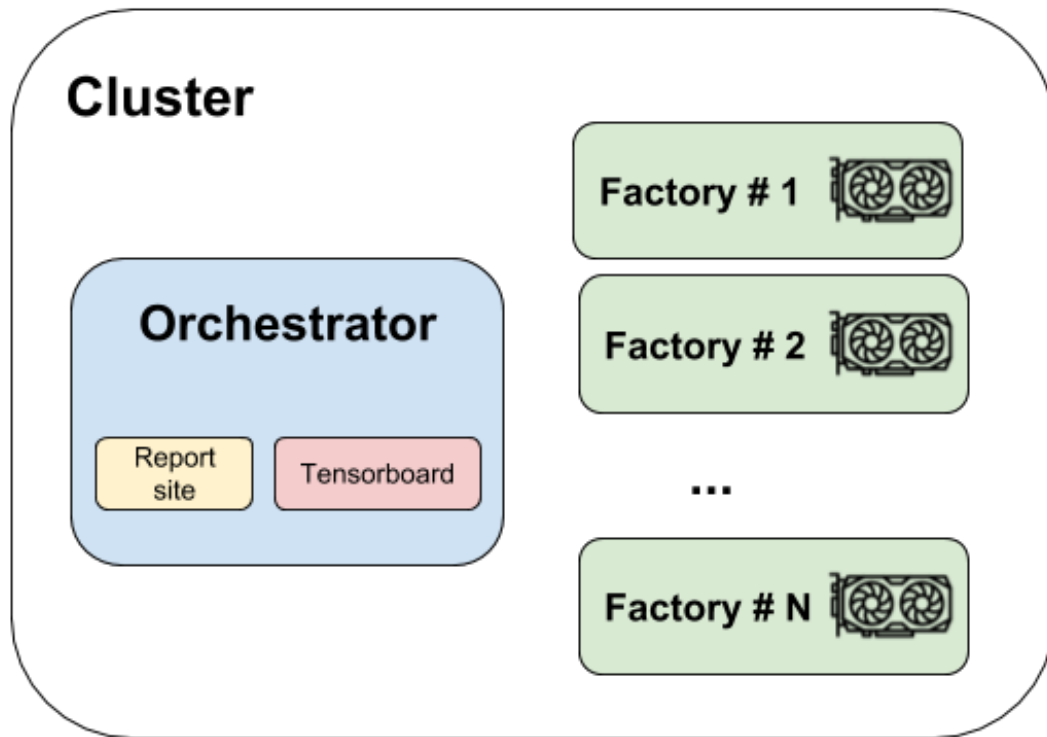 Cluster
Orchestrator
Report
site
Tensorboard
Factory # 1
Factory # 2
...
Factory # N